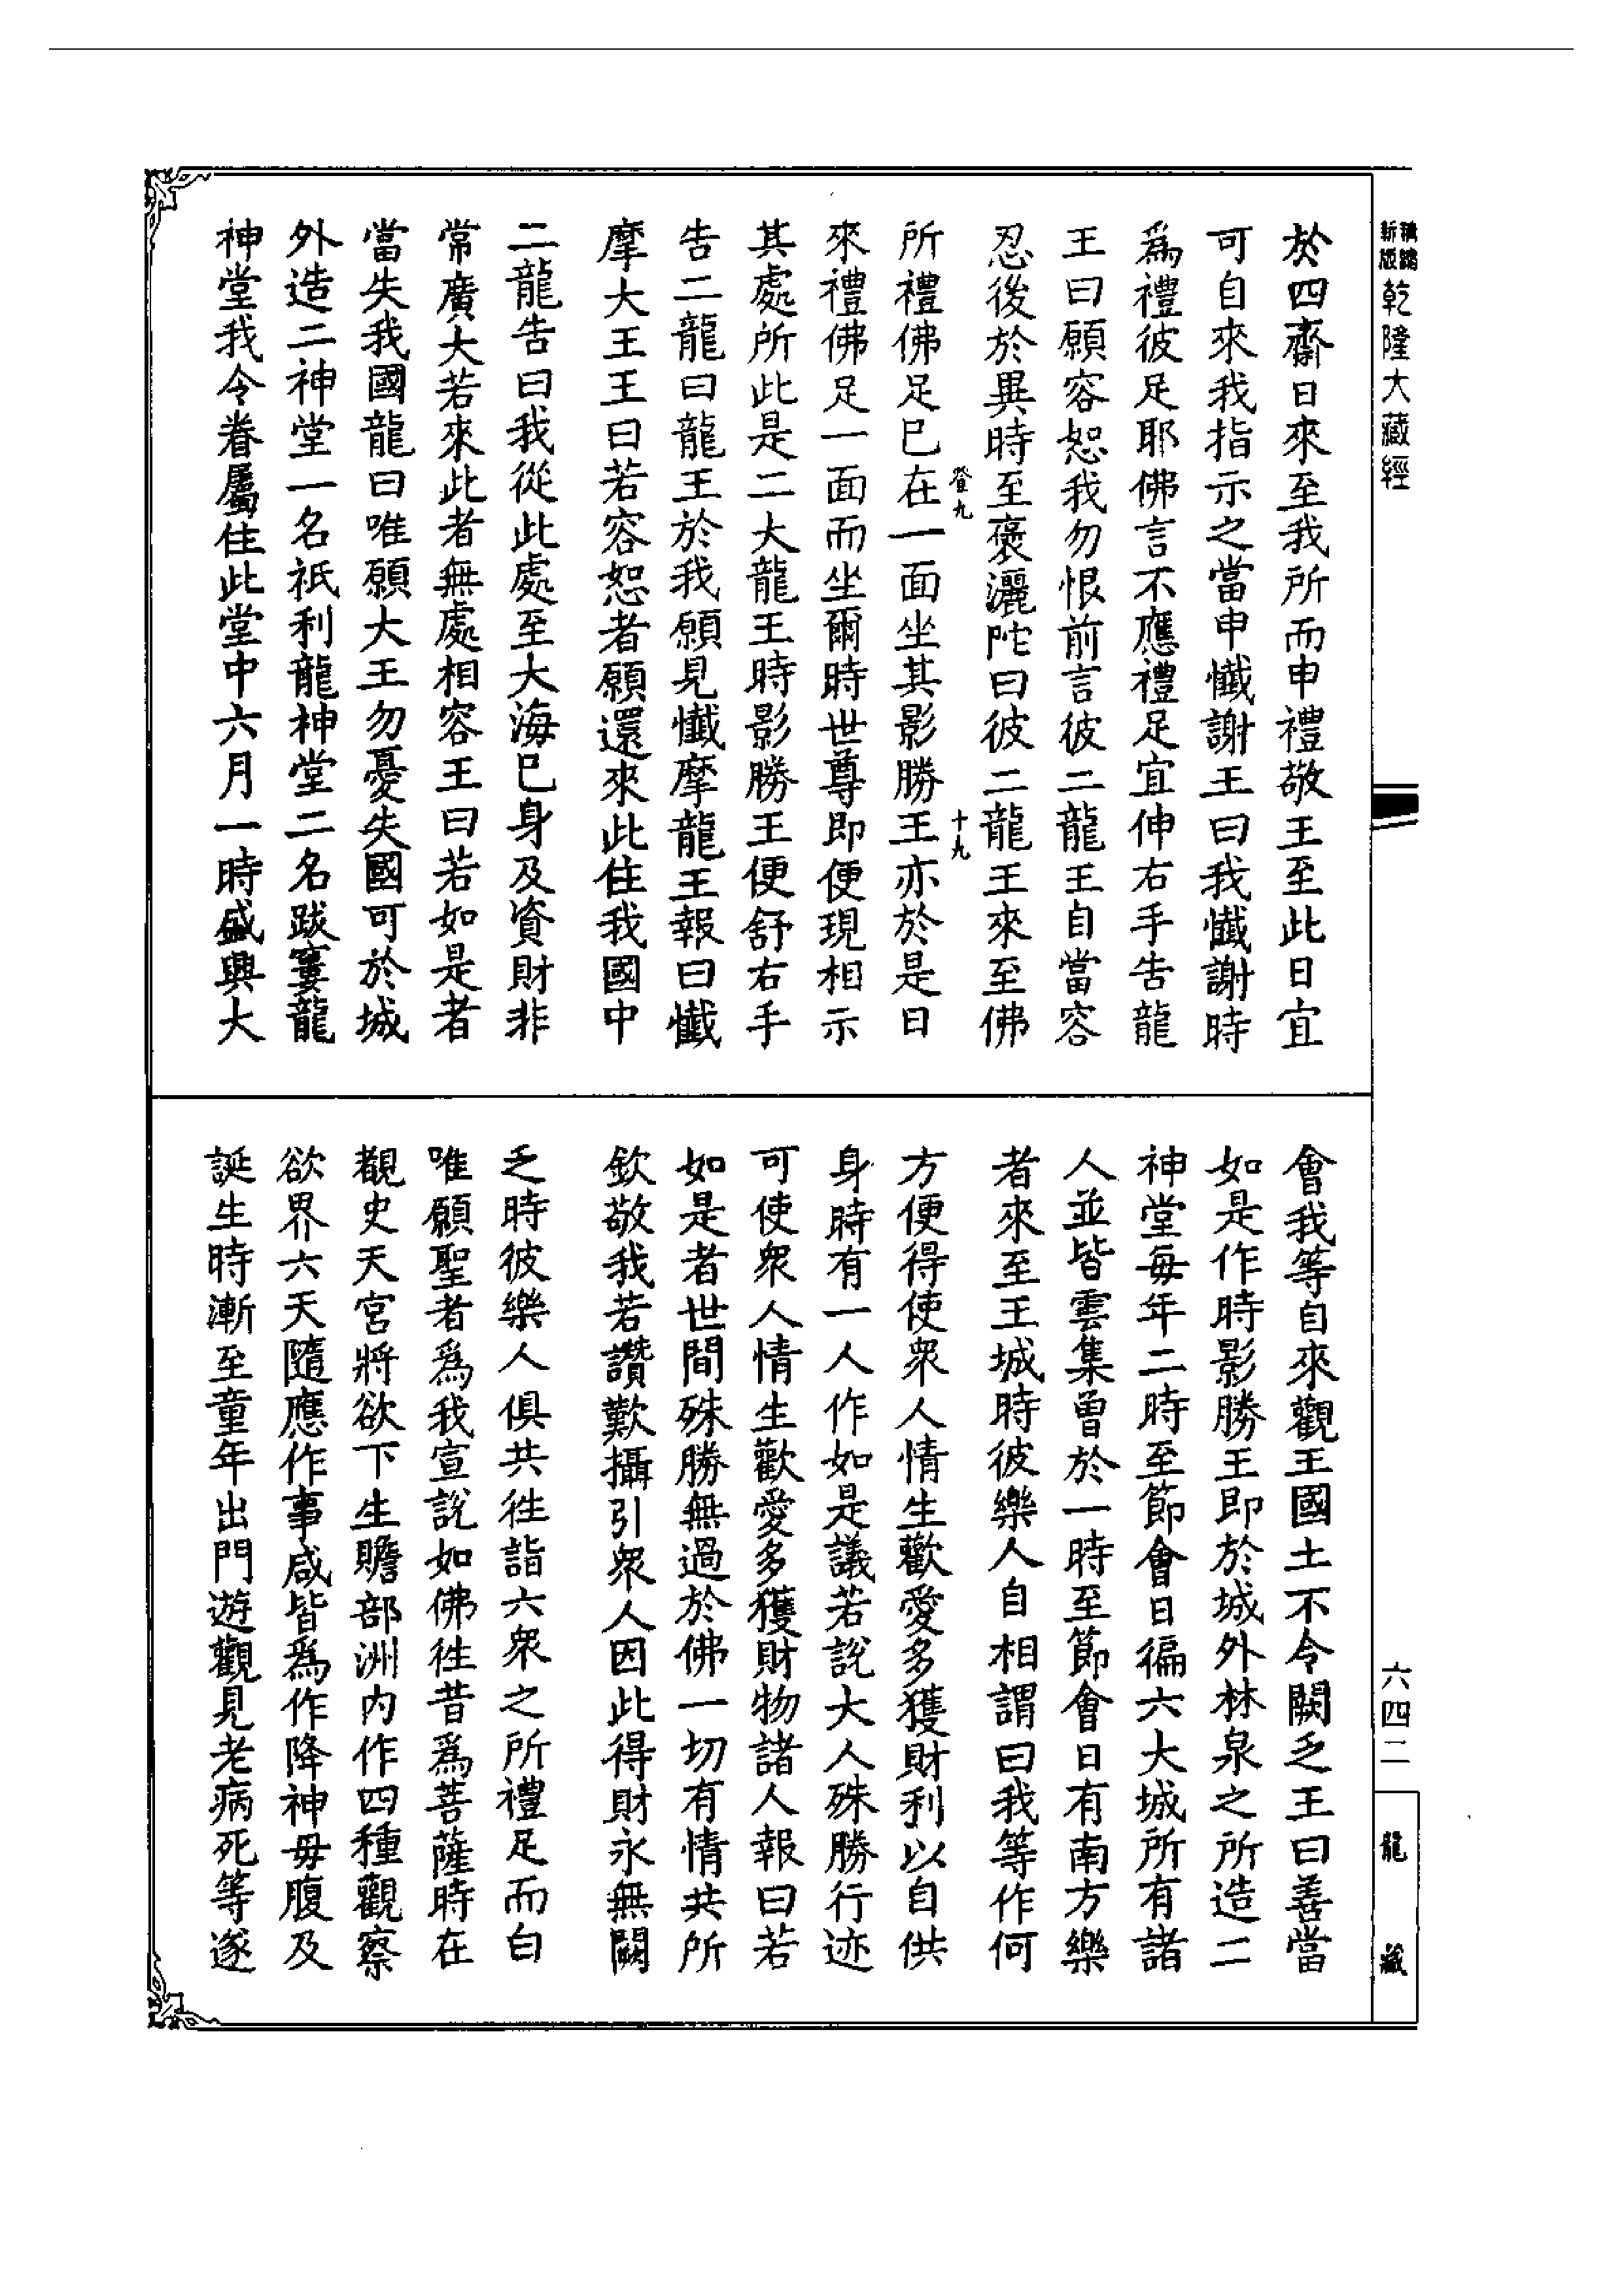 新版
乾隆大藏經
六四二
龍藏
於四齋日來至我所而申禮敬王至此日宜
可自來我指示之當申懺謝王曰我懺謝時
爲禮彼足耶佛言不應禮足宜伸右手告龍
王曰願容恕我勿恨前言彼二龍王自當容
忍後於異時至褒灑陀曰彼二龍王來至佛
登九
十九
所禮佛足已在一面坐其影勝王亦於是日
來禮佛足一面而坐爾時世尊即便現相示
其處所此是二大龍王時影勝王便舒右手
告二龍曰龍王於我願見懺摩龍王報曰懺
摩大王王曰若容恕者願還來此住我國中
二龍告曰我從此處至大海已身及資財非
常廣大若來此者無處相容王曰若如是者
當失我國龍曰唯願大王勿憂失國可於城
外造二神堂一名祇利龍神堂二名跋窶龍
神堂我令眷屬住此堂中六月一時盛興大
會我等自來觀王國土不令闕乏王曰善當
如是作時影勝王即於城外林泉之所造二
神堂每年二時至節會日徧六大城所有諸
人並皆雲集曾於一時至節會日有南方樂
者來至王城時彼樂人自相謂曰我等作何
方便得使衆人情生歡愛多獲財利以自供
身時有一人作如是議若說大人殊勝行迹
可使衆人情生歡愛多獲財物諸人報曰若
如是者世間殊勝無過於佛一切有情共所
欽敬我若讚歎攝引衆人因此得財永無闕
乏時彼樂人俱共往詣六衆之所禮足而白
唯願聖者爲我宣說如佛往昔爲菩薩時在
覩史天宮將欲下生贍部洲內作四種觀察
欲界六天隨應作事咸皆爲作降神母腹及
誕生時漸至童年出門遊觀見老病死等遂